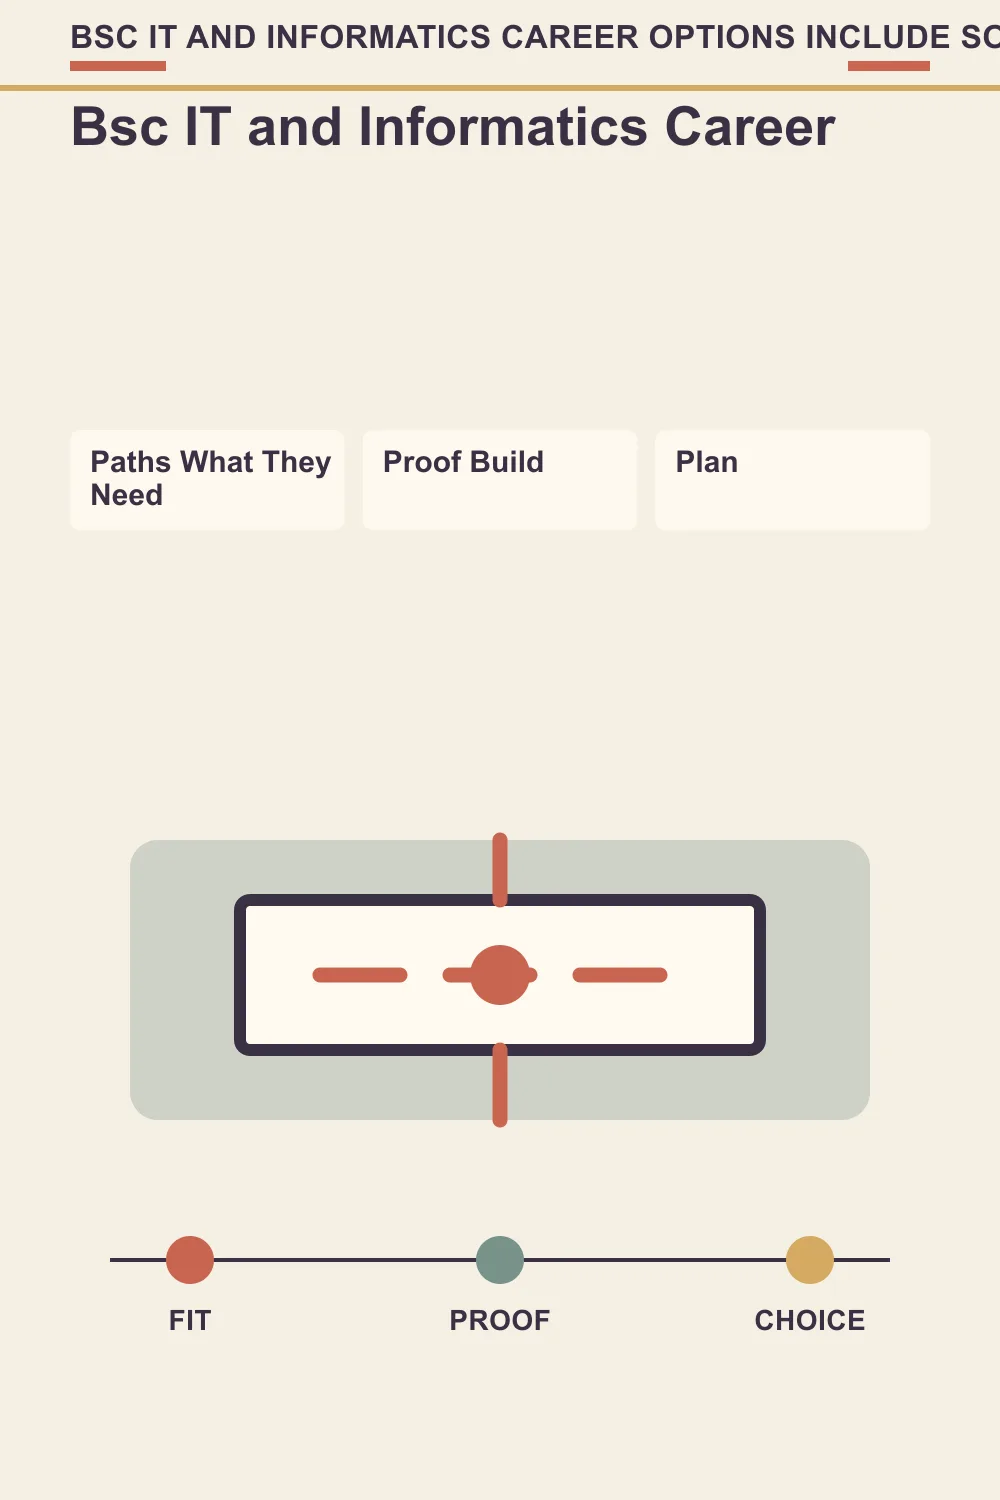 BSC IT AND INFORMATICS CAREER OPTIONS INCLUDE
Bsc IT and Informatics Career
Paths What They
Need
Proof Build
Plan
FIT
PROOF
CHOICE